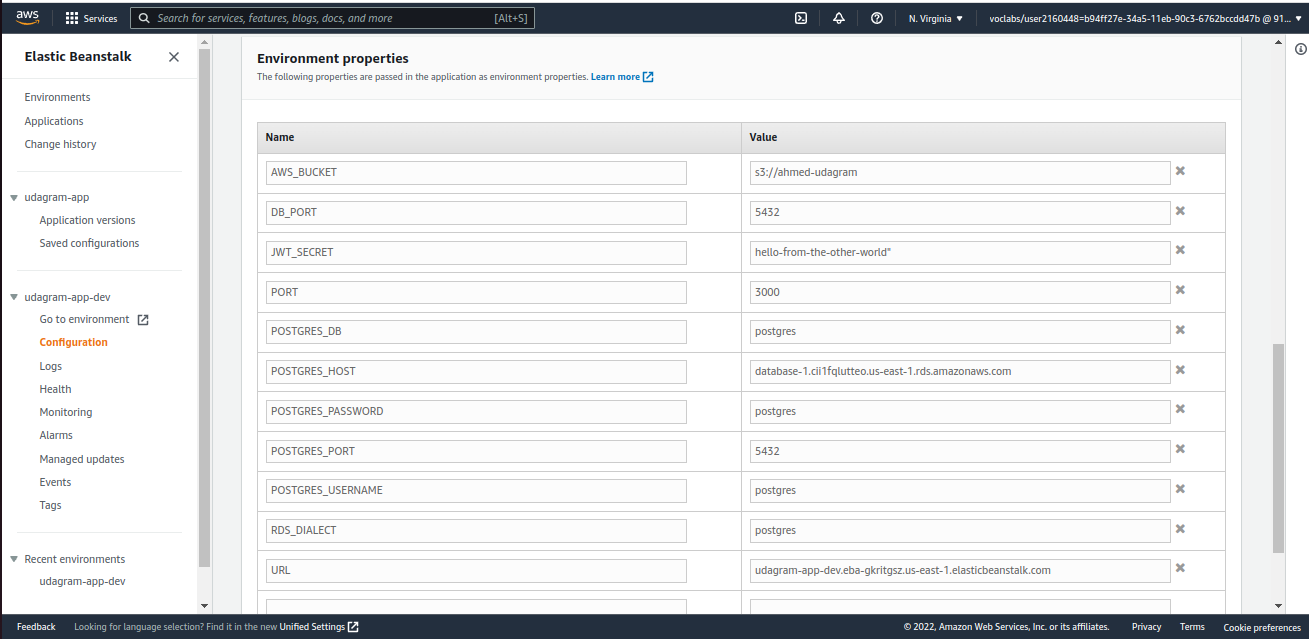 aws Services Search for services, features, blogs, docs, and more [Alt+S] N. Virginia voclabs/user2160448=b94ff27e-34a5-11eb-90c3-6762bccdd47b @ 91...
Elastic Beanstalk
Environments
Applications
Change history
udagram-app
Application versions
Saved configurations
udagram-app-dev
Go to environment
Configuration
Logs
Health
Monitoring
Alarms
Managed updates
Events
Tags
Recent environments
udagram-app-dev
Environment properties
The following properties are passed in the application as environment properties. Learn more
Name Value
AWS_BUCKET s3://ahmed-udagram
DB_PORT 5432
JWT_SECRET hello-from-the-other-world*
PORT 3000
POSTGRES_DB postgres
POSTGRES_HOST database-1.cii1fqlutteo.us-east-1.rds.amazonaws.com
POSTGRES_PASSWORD postgres
POSTGRES_PORT 5432
POSTGRES_USERNAME postgres
RDS_DIALECT postgres
URL udagram-app-dev.eba-gkritgsz.us-east-1.elasticbeanstalk.com
Feedback Looking for language selection? Find it in the new Unified Settings © 2022, Amazon Web Services, Inc. or its affiliates. Privacy Terms Cookie preferences